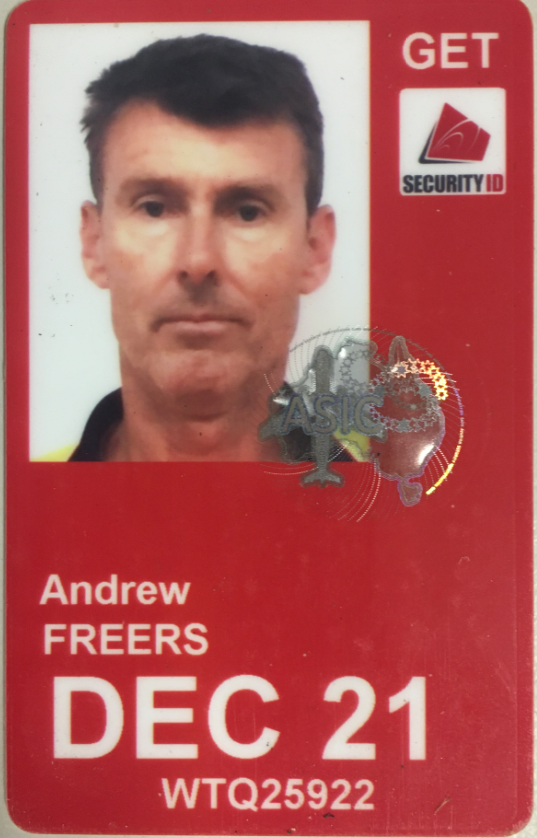 GET
SECURITY ID
ASIC
Andrew
FREERS
DEC 21
WTQ25922